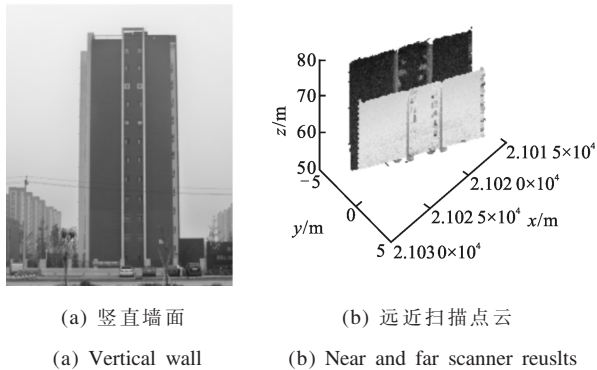 80
70
60
50
z/m
−5
0
5
y/m
2.101 5×10⁴
2.102 0×10⁴
2.102 5×10⁴
2.103 0×10⁴
x/m
(a) 竖直墙面
(b) 远近扫描点云
(a) Vertical wall
(b) Near and far scanner reuslts